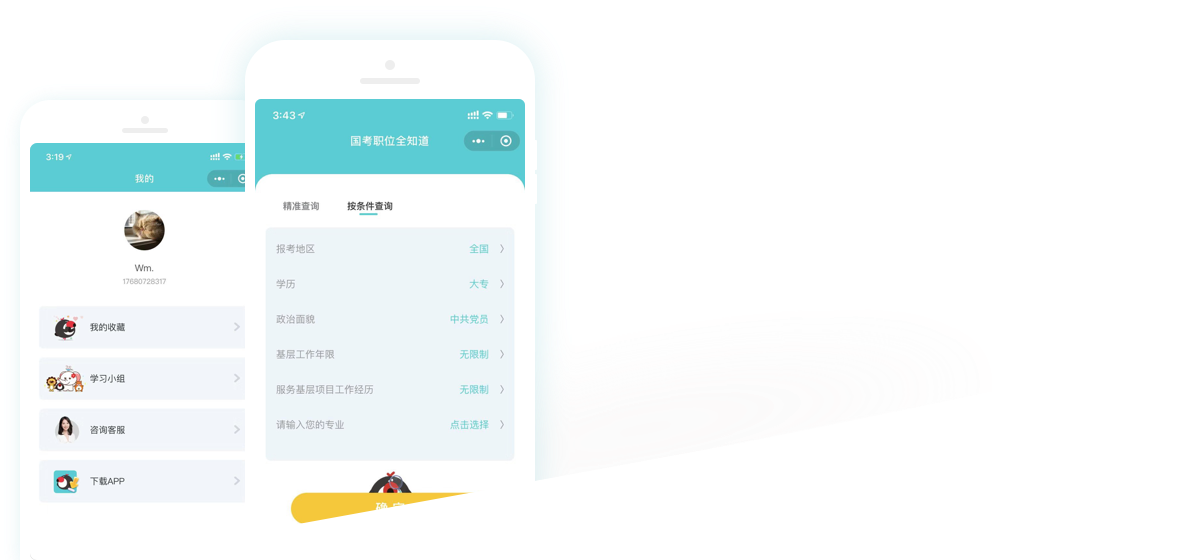 3:19
我的
Wm.
17680728317
我的收藏
学习小组
咨询客服
下载APP
3:43
国考职位全知道
精准查询 按条件查询
报考地区 全国
学历 大专
政治面貌 中共党员
基层工作年限 无限制
服务基层项目工作经历 无限制
请输入您的专业 点击选择